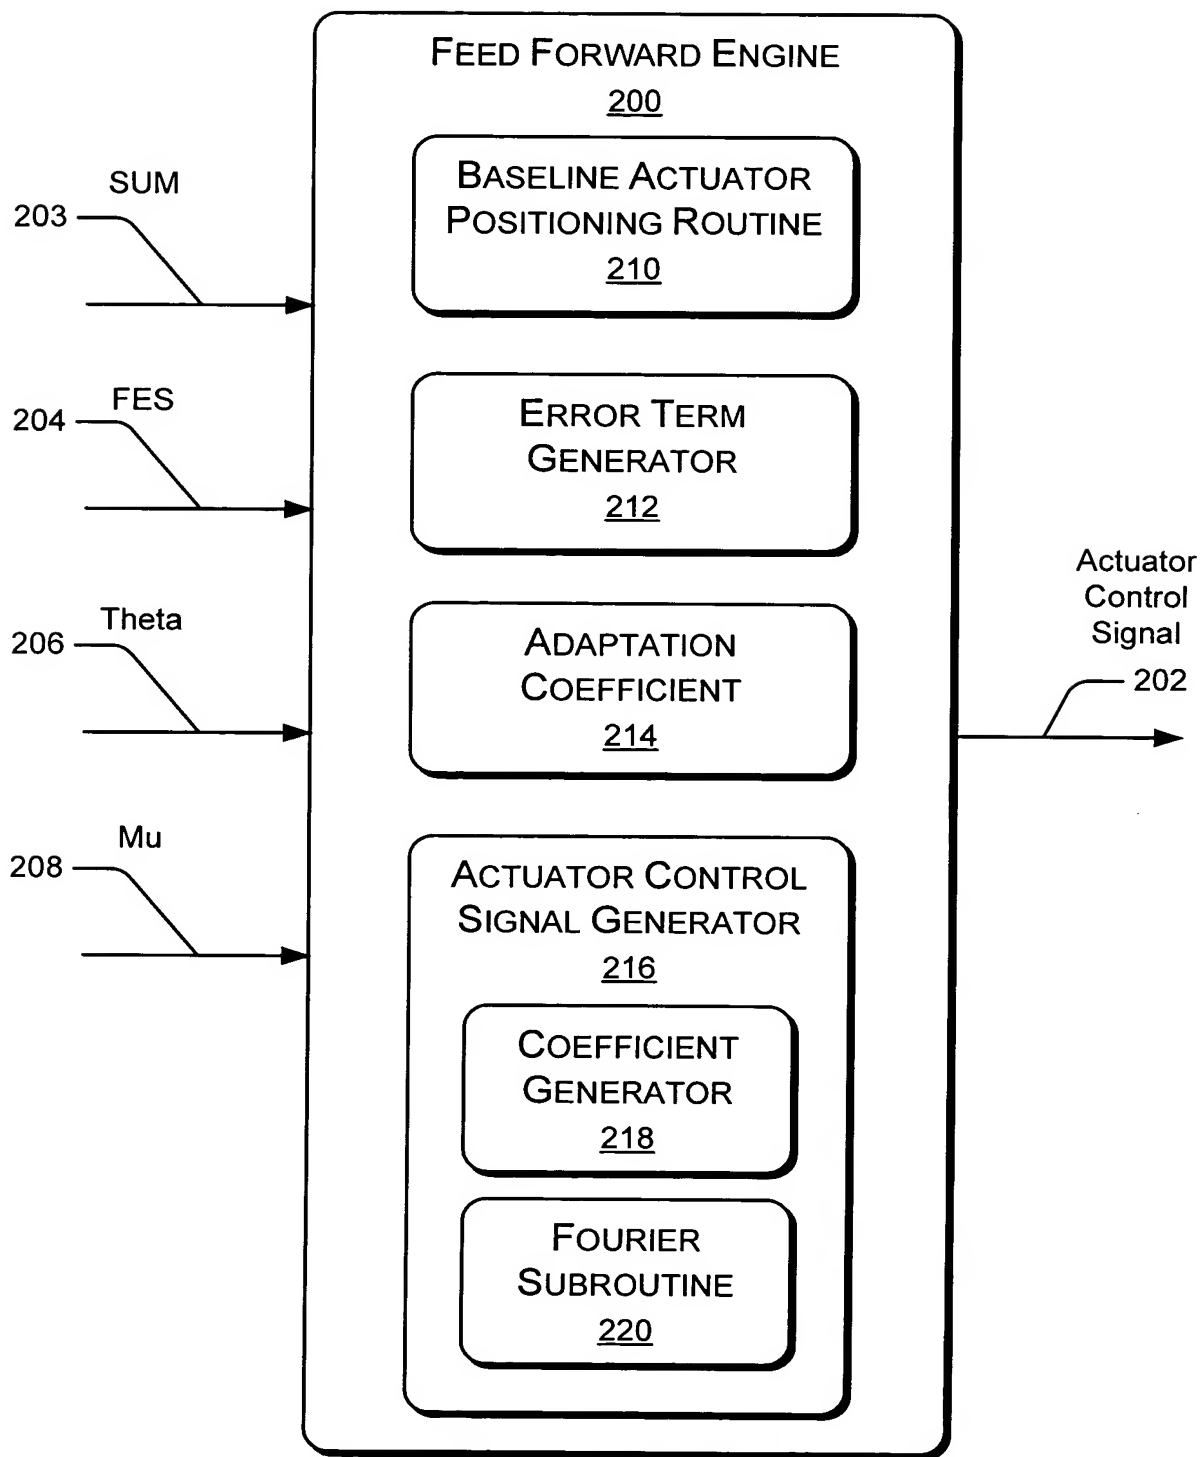 FEED FORWARD ENGINE
200
BASELINE ACTUATOR
POSITIONING ROUTINE
210
SUM
203
FES
204
ERROR TERM
GENERATOR
212
Theta
206
ADAPTATION
COEFFICIENT
214
Actuator
Control
Signal
202
Mu
208
ACTUATOR CONTROL
SIGNAL GENERATOR
216
COEFFICIENT
GENERATOR
218
FOURIER
SUBROUTINE
220